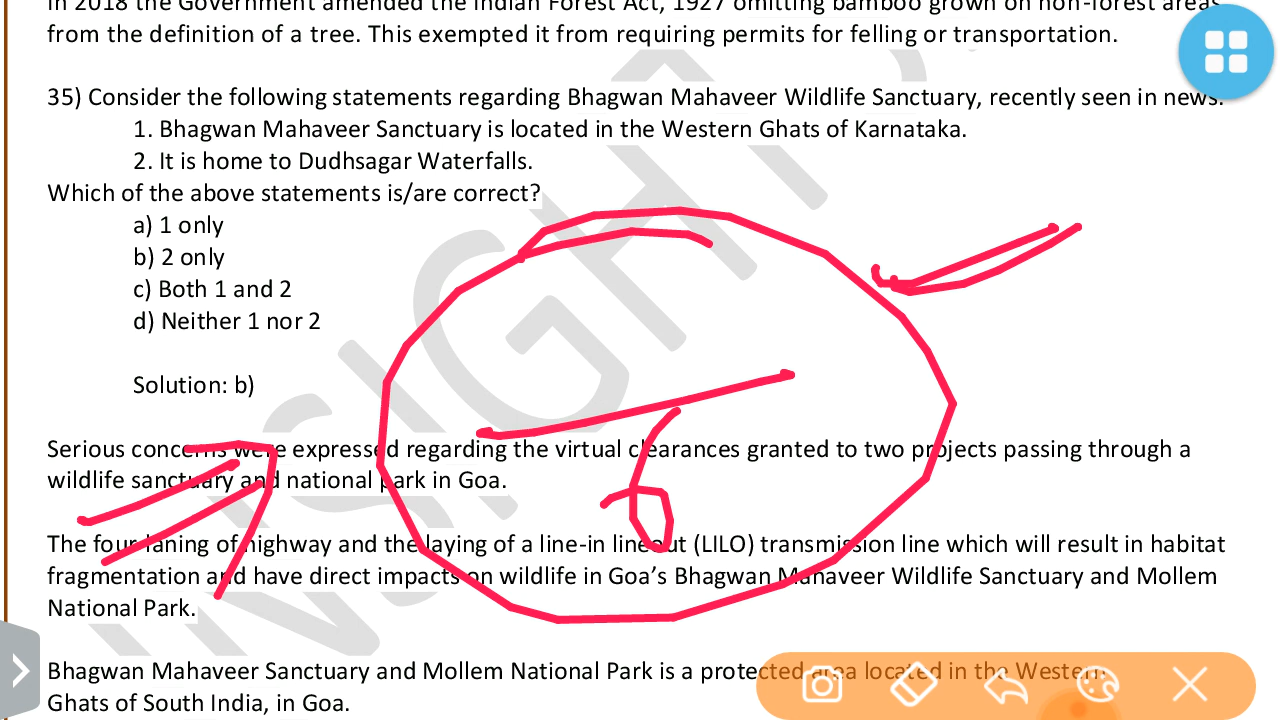 In 2018 the Government amended the Indian Forest Act, 1927 omitting bamboo grown on non-forest areas
from the definition of a tree. This exempted it from requiring permits for felling or transportation.
35) Consider the following statements regarding Bhagwan Mahaveer Wildlife Sanctuary, recently seen in news.
1. Bhagwan Mahaveer Sanctuary is located in the Western Ghats of Karnataka.
2. It is home to Dudhsagar Waterfalls.
Which of the above statements is/are correct?
a) 1 only
b) 2 only
c) Both 1 and 2
d) Neither 1 nor 2
Solution: b)
Serious concerns were expressed regarding the virtual clearances granted to two projects passing through a
wildlife sanctuary and national park in Goa.
The four-laning of highway and the laying of a line-in line-out (LILO) transmission line which will result in habitat
fragmentation and have direct impacts on wildlife in Goa’s Bhagwan Mahaveer Wildlife Sanctuary and Mollem
National Park.
Bhagwan Mahaveer Sanctuary and Mollem National Park is a protected area located in the Western
Ghats of South India, in Goa.
INSIGHT